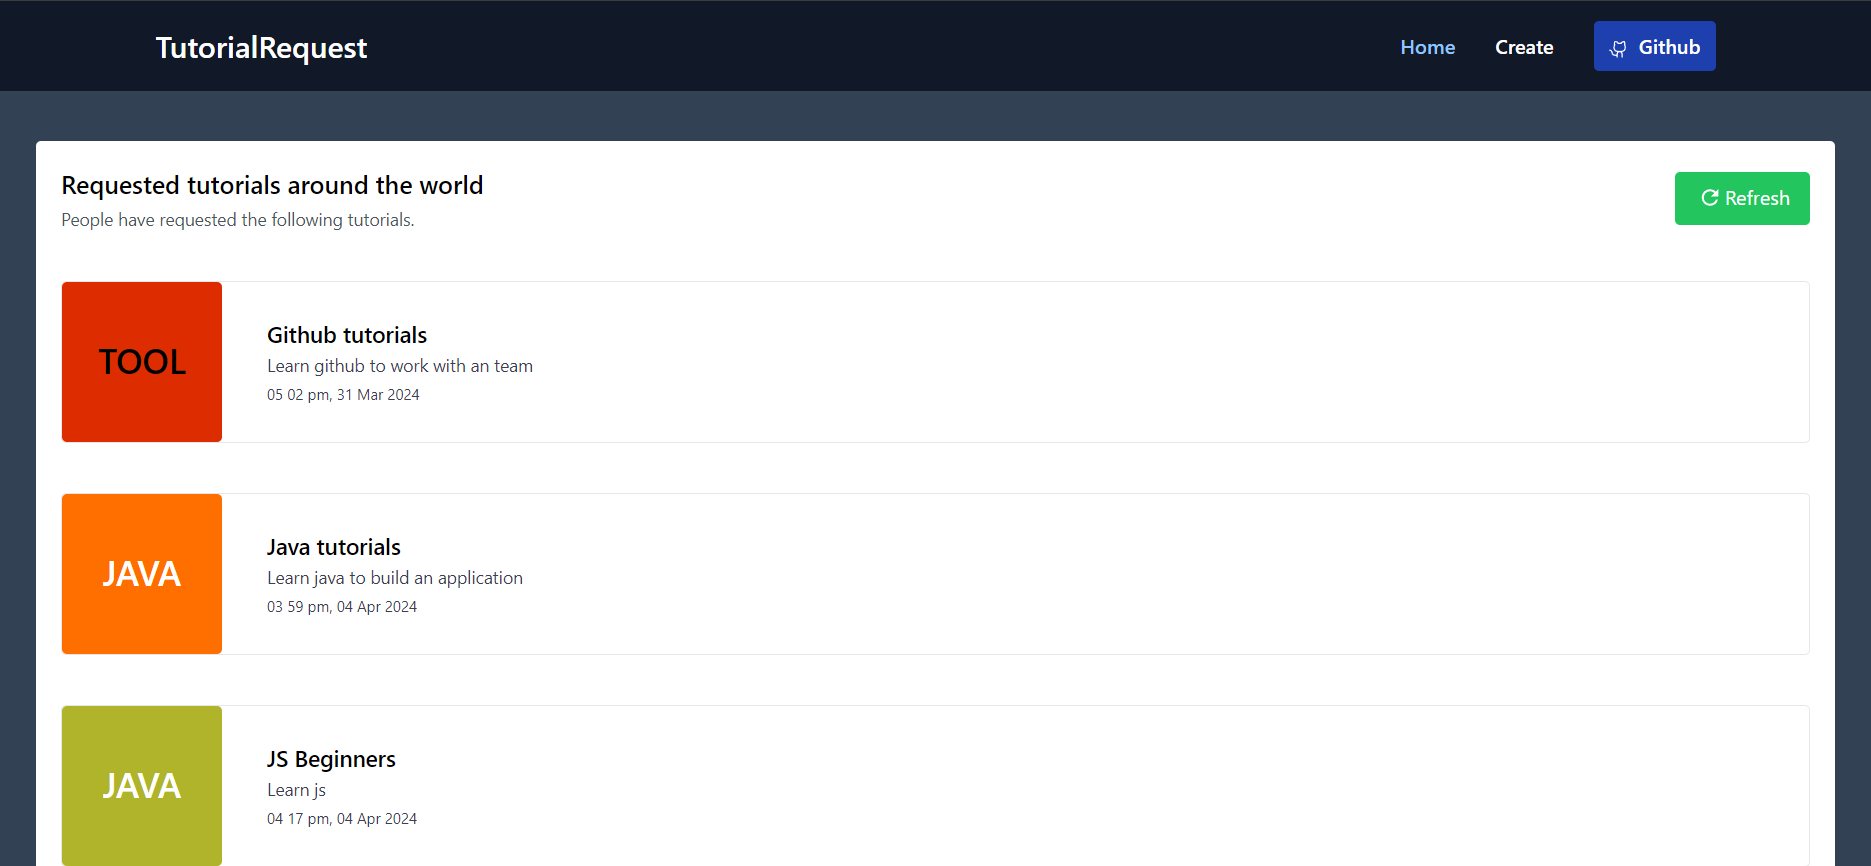 TutorialRequest
Home
Create
Github
Requested tutorials around the world
People have requested the following tutorials.
Refresh
TOOL
Github tutorials
Learn github to work with an team
05 02 pm, 31 Mar 2024
JAVA
Java tutorials
Learn java to build an application
03 59 pm, 04 Apr 2024
JAVA
JS Beginners
Learn js
04 17 pm, 04 Apr 2024